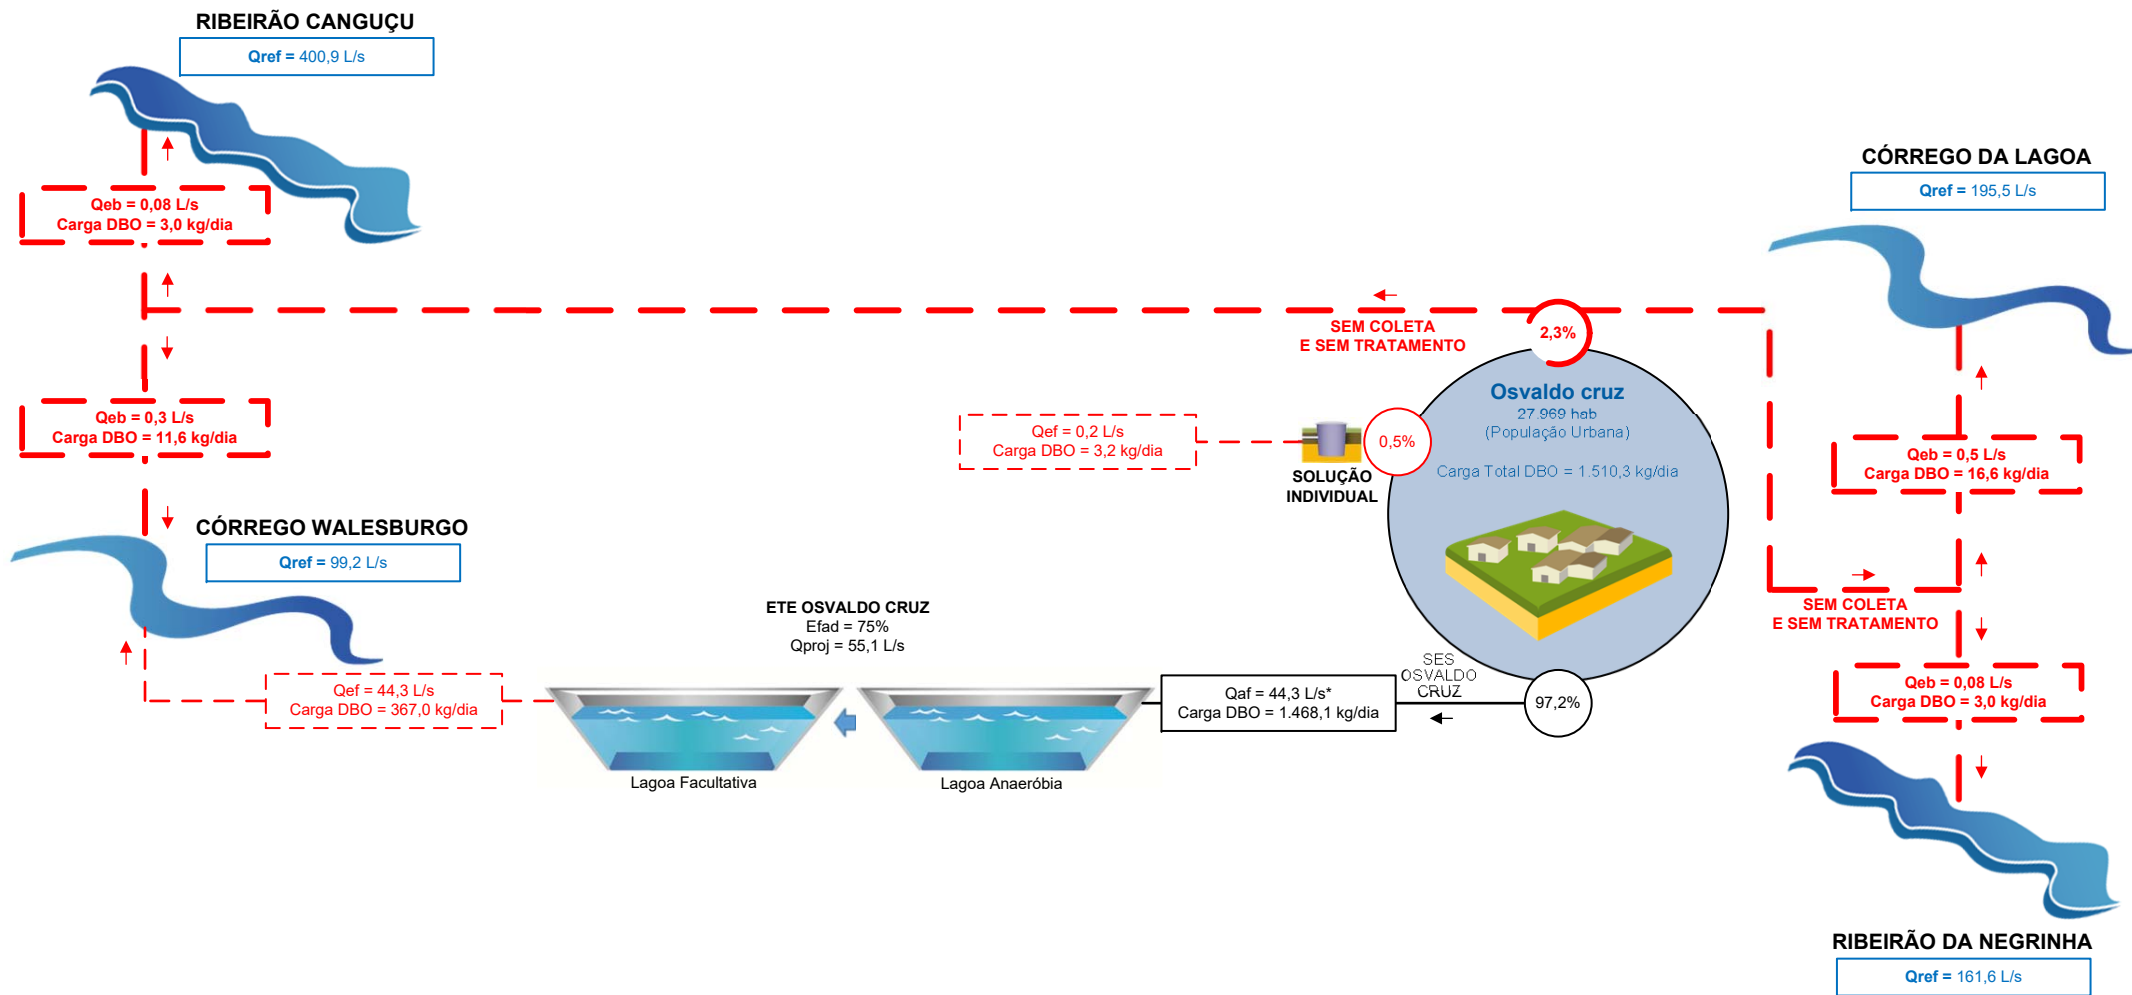 RIBEIRÃO CANGUÇU
Qref = 400,9 L/s
Qeb = 0,08 L/s
Carga DBO = 3,0 kg/dia
CÓRREGO DA LAGOA
Qref = 195,5 L/s
SEM COLETA
E SEM TRATAMENTO
2,3%
Osvaldo cruz
27.969 hab
(População Urbana)
Carga Total DBO = 1.510,3 kg/dia
0,5%
SOLUÇÃO
INDIVIDUAL
Qef = 0,2 L/s
Carga DBO = 3,2 kg/dia
Qeb = 0,3 L/s
Carga DBO = 11,6 kg/dia
Qeb = 0,5 L/s
Carga DBO = 16,6 kg/dia
CÓRREGO WALESBURGO
Qref = 99,2 L/s
SEM COLETA
E SEM TRATAMENTO
ETE OSVALDO CRUZ
Efad = 75%
Qproj = 55,1 L/s
SES
OSVALDO
CRUZ
97,2%
Qaf = 44,3 L/s*
Carga DBO = 1.468,1 kg/dia
Qef = 44,3 L/s
Carga DBO = 367,0 kg/dia
Lagoa Facultativa
Lagoa Anaeróbia
Qeb = 0,08 L/s
Carga DBO = 3,0 kg/dia
RIBEIRÃO DA NEGRINHA
Qref = 161,6 L/s